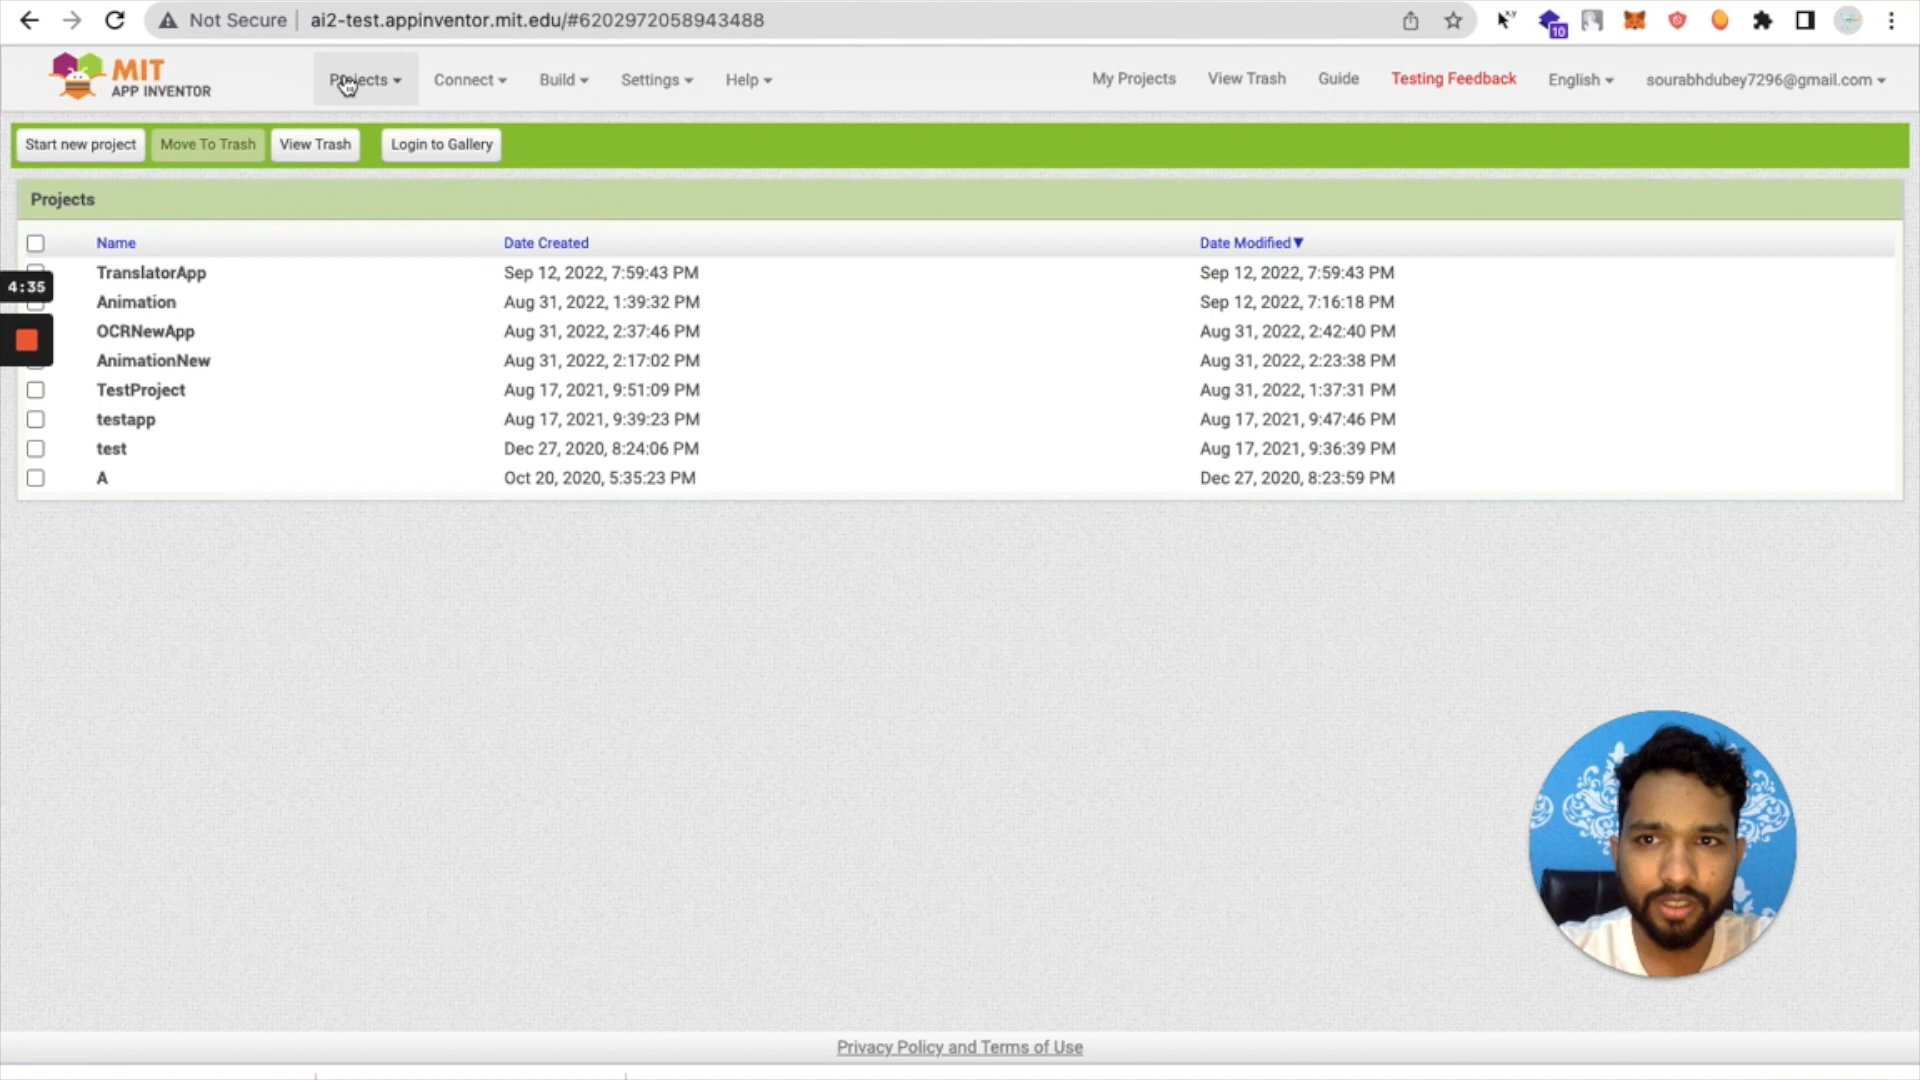 Not Secure ai2-test.appinventor.mit.edu/#6202972058943488
10
MIT
APP INVENTOR
Projects Connect Build Settings Help My Projects View Trash Guide Testing Feedback English sourabhdubey7296@gmail.com
Start new project Move To Trash View Trash Login to Gallery
Projects
Name Date Created Date Modified
TranslatorApp Sep 12, 2022, 7:59:43 PM Sep 12, 2022, 7:59:43 PM
4:35
Animation Aug 31, 2022, 1:39:32 PM Sep 12, 2022, 7:16:18 PM
OCRNewApp Aug 31, 2022, 2:37:46 PM Aug 31, 2022, 2:42:40 PM
AnimationNew Aug 31, 2022, 2:17:02 PM Aug 31, 2022, 2:23:38 PM
TestProject Aug 17, 2021, 9:51:09 PM Aug 31, 2022, 1:37:31 PM
testapp Aug 17, 2021, 9:39:23 PM Aug 17, 2021, 9:47:46 PM
test Dec 27, 2020, 8:24:06 PM Aug 17, 2021, 9:36:39 PM
A Oct 20, 2020, 5:35:23 PM Dec 27, 2020, 8:23:59 PM
Privacy Policy and Terms of Use